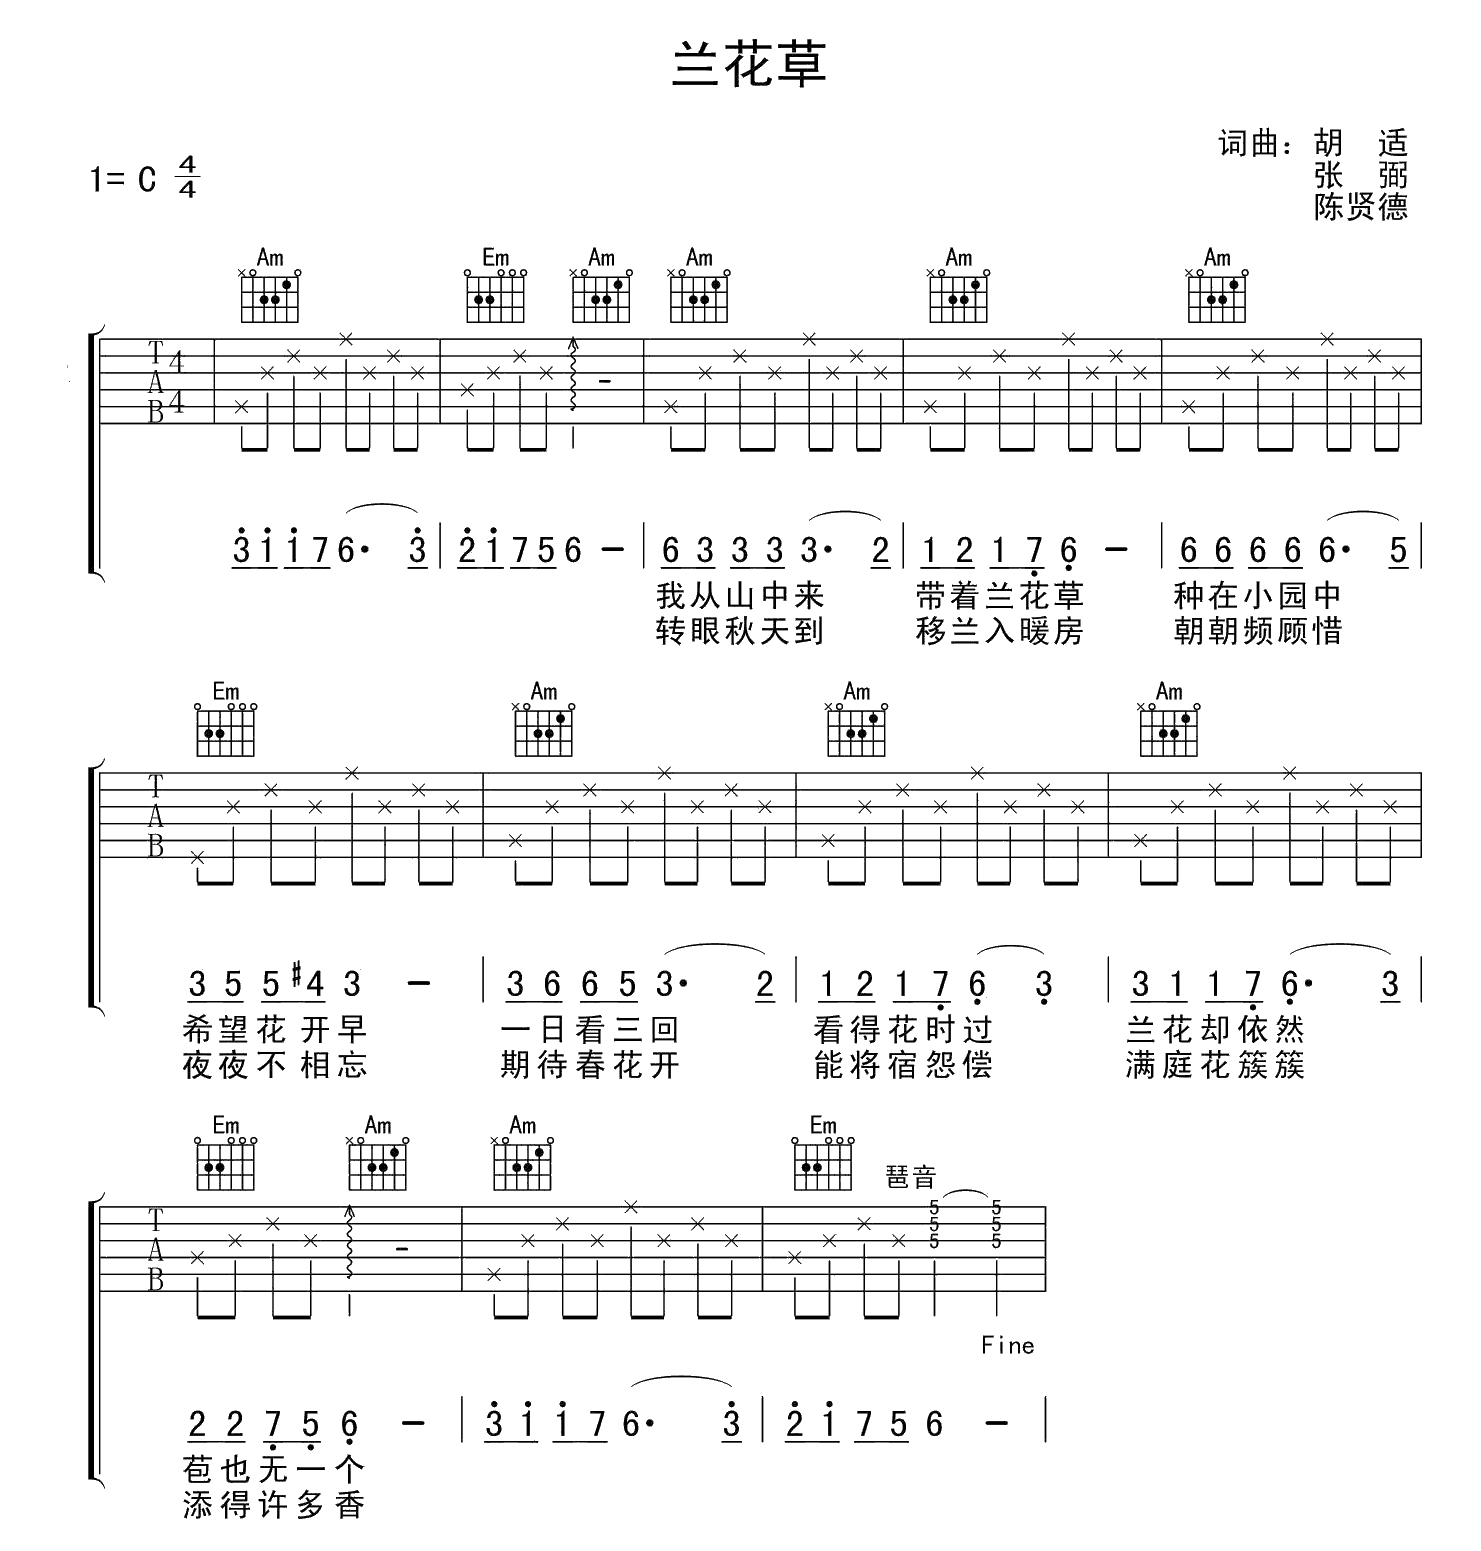 兰花草
词曲：胡　适
1= C 4/4
张　弼
陈贤德
Am Em Am Am Am Am
T A B 4 4
3 1 1 7 6· 3 | 2 1 7 5 6 - | 6 3 3 3 3· 2 | 1 2 1 7 6 - | 6 6 6 6 6· 5 |
我从山中来 带着兰花草 种在小园中
转眼秋天到 移兰入暖房 朝朝频顾惜
Em Am Am Am
T A B
3 5 5 #4 3 - | 3 6 6 5 3· 2 | 1 2 1 7 6 3 | 3 1 1 7 6· 3 |
希望花开早 一日看三回 看得花时过 兰花却依然
夜夜不相忘 期待春花开 能将宿怨偿 满庭花簇簇
Em Am Am Em
琶音
T A B 5 5 5 5 5 5
Fine
2 2 7 5 6 - | 3 1 1 7 6· 3 | 2 1 7 5 6 - |
苞也无一个
添得许多香